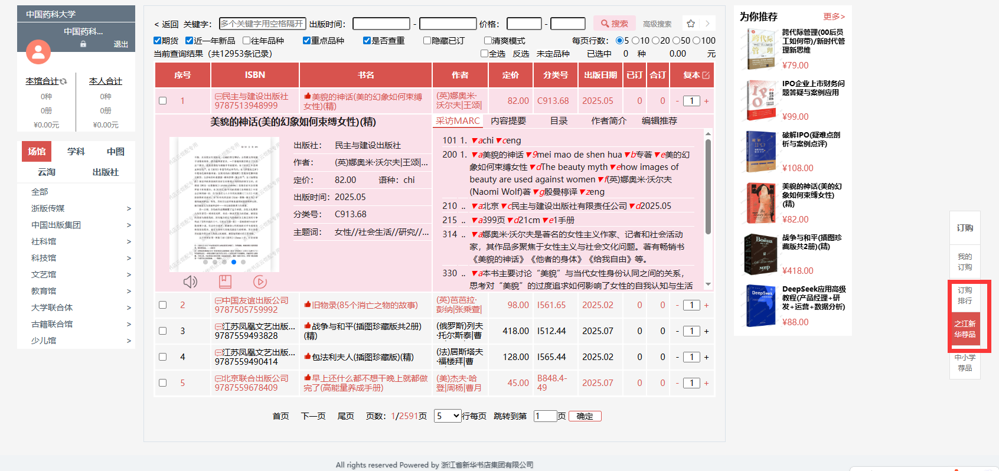 中国药科大学
中国药科...
退出
本馆合计 本人合计
0种 0种
0册 0册
¥0.00元 ¥0.00元
场馆 学科 中图
云淘 出版社
全部
浙版传媒 >
中国出版集团 >
社科馆 >
科技馆 >
文艺馆 >
教育馆 >
大学联合体 >
古籍联合馆 >
少儿馆 >
< 返回 关键字： 多个关键字用空格隔开 出版时间： - 价格： - 搜索 高级搜索 >
期货 近一年新品 往年品种 重点品种 是否查重 隐藏已订 清爽模式 每页行数： 5 10 20 50 100
当前查询结果（共12953条记录） 全选 反选 未定品种 已选中 0 种 0.00 元
序号 ISBN 书名 作者 定价 分类号 出版日期 已订 合订 复本
1 民主与建设出版社 9787513948999 美貌的神话(美的幻象如何束缚女性)(精) (英)娜奥米·沃尔夫|王颂| 82.00 C913.68 2025.05 0 0 - 1 +
美貌的神话(美的幻象如何束缚女性)(精)
出版社： 民主与建设出版社
作者： (英)娜奥米·沃尔夫|王颂|...
定价： 82.00 语种：chi
出版时间：2025.05
分类号： C913.68
主题词： 女性//社会生活//研究//...
采访MARC 内容提要 目录 作者简介 编辑推荐
101 1. ▼achi▼ceng
200 1. ▼a美貌的神话▼9mei mao de shen hua▼b专著▼e美的幻
象如何束缚女性▼dThe beauty myth▼ehow images of
beauty are used against women▼f(英)娜奥米·沃尔夫
(Naomi Wolf)著▼g殷曼楟译▼zeng
210 .. ▼a北京▼c民主与建设出版社有限责任公司▼d2025.05
215 .. ▼a399页▼d21cm▼e1手册
314 .. ▼a娜奥米·沃尔夫是著名的女性主义作家、记者和社会活动
家，其作品多聚焦于女性主义与社会文化问题。著有畅销书
《美貌的神话》《他者的身体》《给我自由》等。
330 .. ▼a本书主要讨论“美貌”与当代女性身份认同之间的关系，
思考对“美貌”的过度追求如何影响了女性的自我认知与生活
2 中国友谊出版公司 9787505759992 旧物录(85个消亡之物的故事) (英)芭芭拉·彭纳|张乘萱| 98.00 I561.65 2025.02 0 0 - 1 +
3 江苏凤凰文艺出版... 9787559493828 战争与和平(插图珍藏版共2册)(精) (俄罗斯)列夫·托尔斯泰|曹 418.00 I512.44 2025.07 0 0 - 1 +
4 江苏凤凰文艺出版... 9787559490414 包法利夫人(插图珍藏版)(精) (法)居斯塔夫·福楼拜|曹 128.00 I565.44 2025.02 0 0 - 1 +
5 北京联合出版公司 9787559678409 早上还什么都不想干晚上就都做完了(高能量养成手册) (美)杰夫·哈登|周杨|曹月 45.00 B848.4-49 2025.07 0 0 - 1 +
首页 下一页 尾页 页数：1/2591页 5 行每页 跳转到第 1 页 确定
为你推荐 更多>
跨代际管理(00后员
工如何带)/新时代管
理新思维
¥79.00
IPO企业上市财务问
题答疑与案例应用
¥99.00
破解IPO(疑难点剖
析与案例点评)
¥108.00
美貌的神话(美的幻
象如何束缚女性)
(精)
¥82.00
战争与和平(插图珍
藏版共2册)(精)
¥418.00
DeepSeek应用高级
教程(产品经理+研
发+运营+数据分析)
¥88.00
订购
我的
订购
订购
排行
之江新
华荐品
中小学
荐品
All rights reserved Powered by 浙江省新华书店集团有限公司